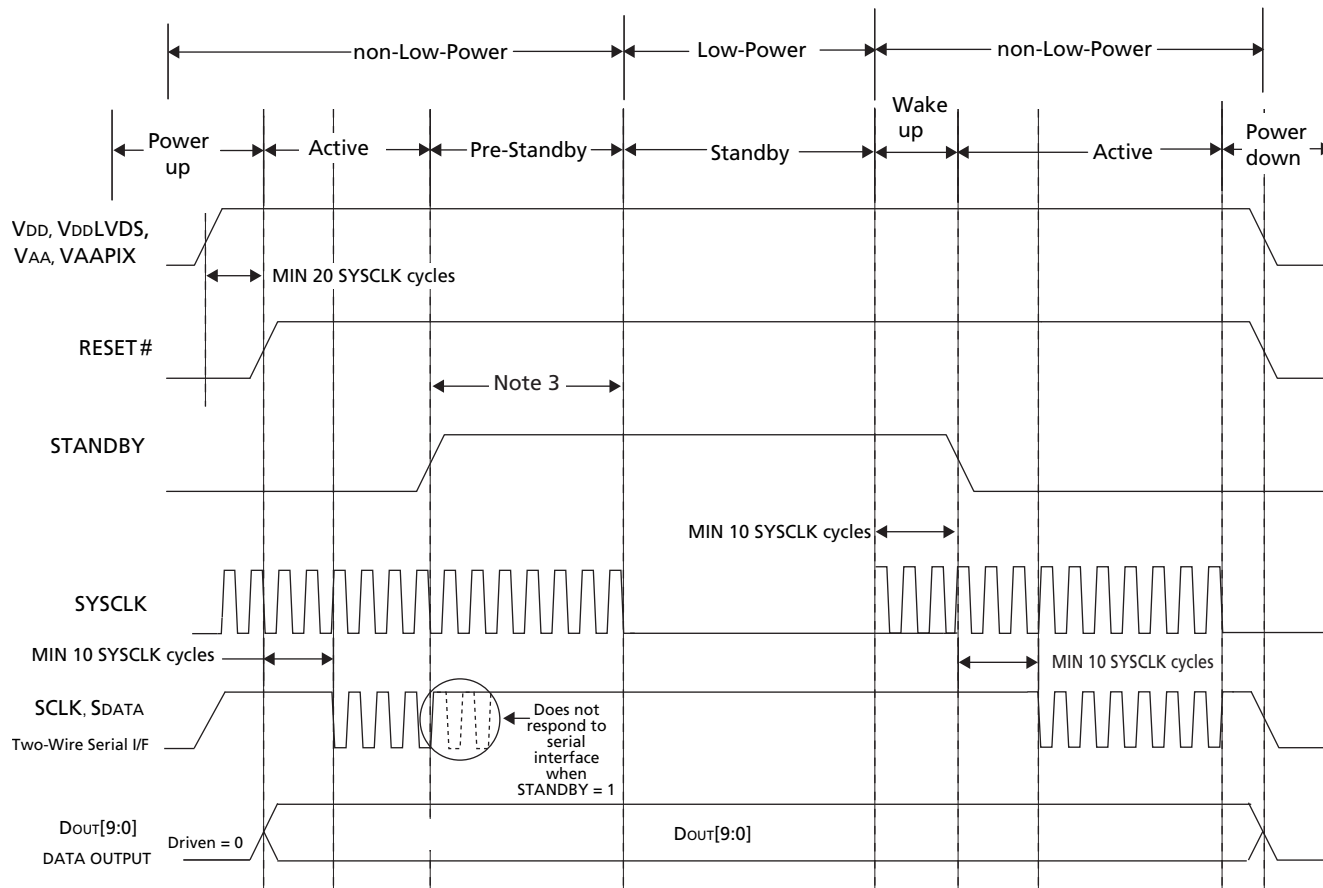 non-Low-Power
Low-Power
non-Low-Power
Power
up
Active
Pre-Standby
Standby
Wake
up
Active
Power
down
VDD, VDDLVDS,
VAA, VAAPIX
MIN 20 SYSCLK cycles
RESET#
Note 3
STANDBY
MIN 10 SYSCLK cycles
SYSCLK
MIN 10 SYSCLK cycles
MIN 10 SYSCLK cycles
SCLK, SDATA
Two-Wire Serial I/F
Does not
respond to
serial
interface
when
STANDBY = 1
DOUT[9:0]
DATA OUTPUT
Driven = 0
DOUT[9:0]